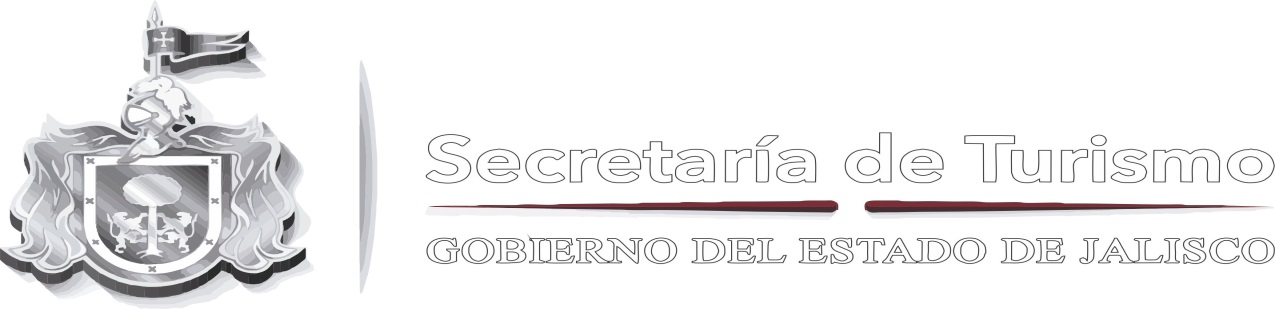 Secretaría de Turismo
GOBIERNO DEL ESTADO DE JALISCO